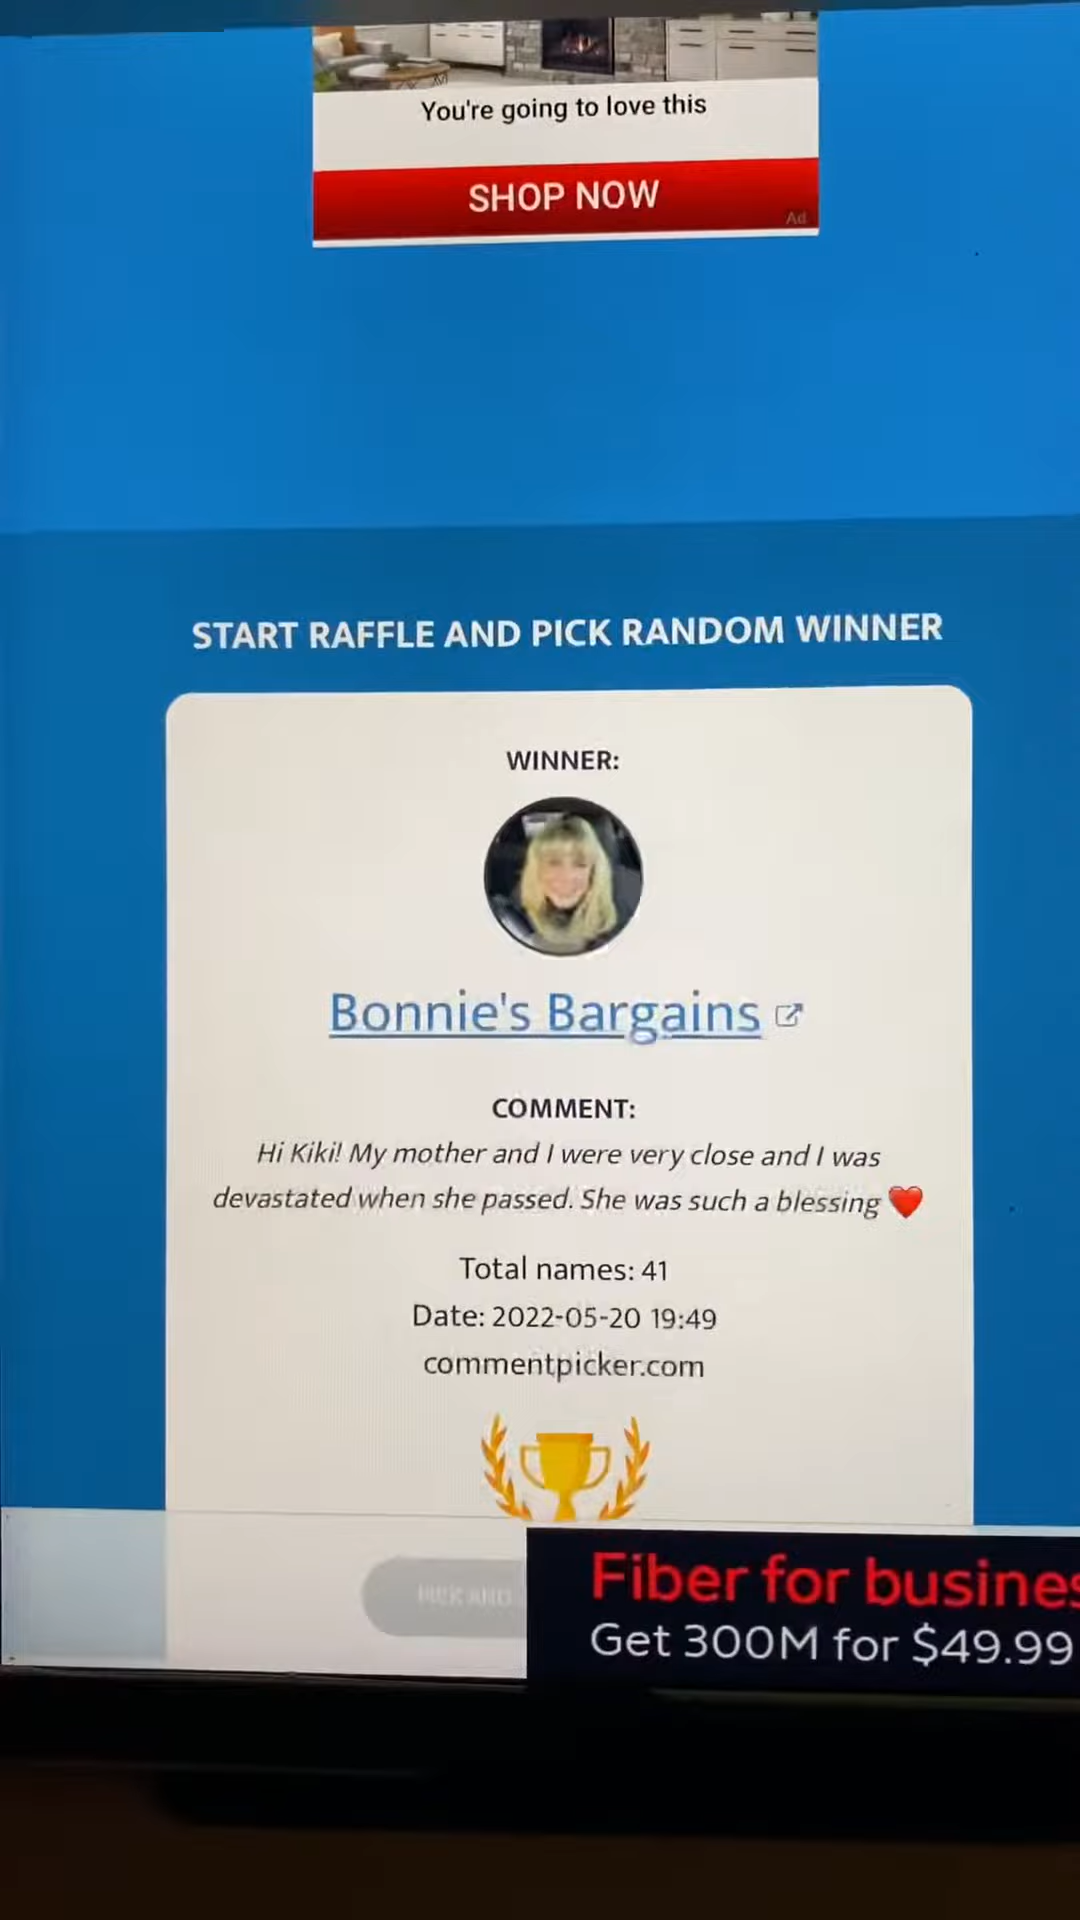 You're going to love this
SHOP NOW
Ad
START RAFFLE AND PICK RANDOM WINNER
WINNER:
Bonnie's Bargains
COMMENT:
Hi Kiki! My mother and I were very close and I was
devastated when she passed. She was such a blessing ❤️
Total names: 41
Date: 2022-05-20 19:49
commentpicker.com
PICK AND
Fiber for busines
Get 300M for $49.99